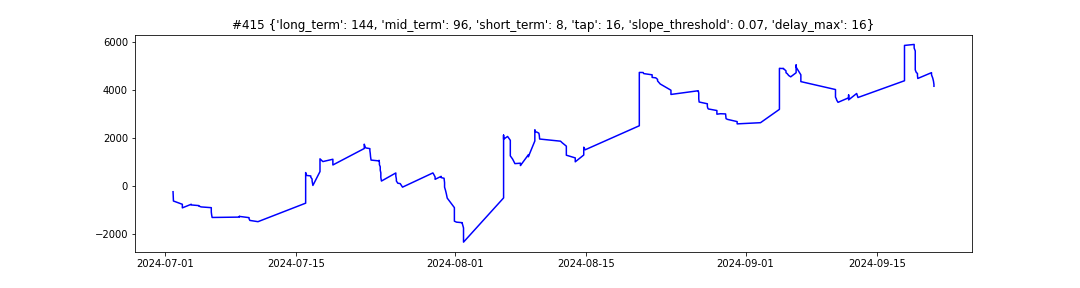 #415 {'long_term': 144, 'mid_term': 96, 'short_term': 8, 'tap': 16, 'slope_threshold': 0.07, 'delay_max': 16}
6000
4000
2000
0
−2000
2024-07-01 2024-07-15 2024-08-01 2024-08-15 2024-09-01 2024-09-15